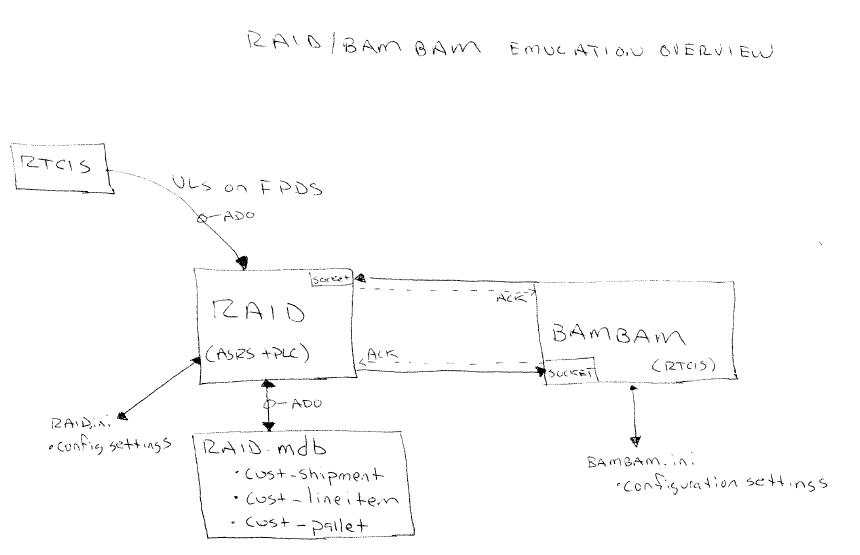 RAID/BAMBAM EMULATION OVERVIEW
RTCIS
ULS on FPDS
ADO
socket
RAID
(ASRS + PLC)
ACK
ACK
BAMBAM
(RTCIS)
SOCKET
ADO
RAID.ini
• config settings
RAID.mdb
• cust-shipment
• cust-lineitem
• cust-pallet
BAMBAM.ini
• configuration settings